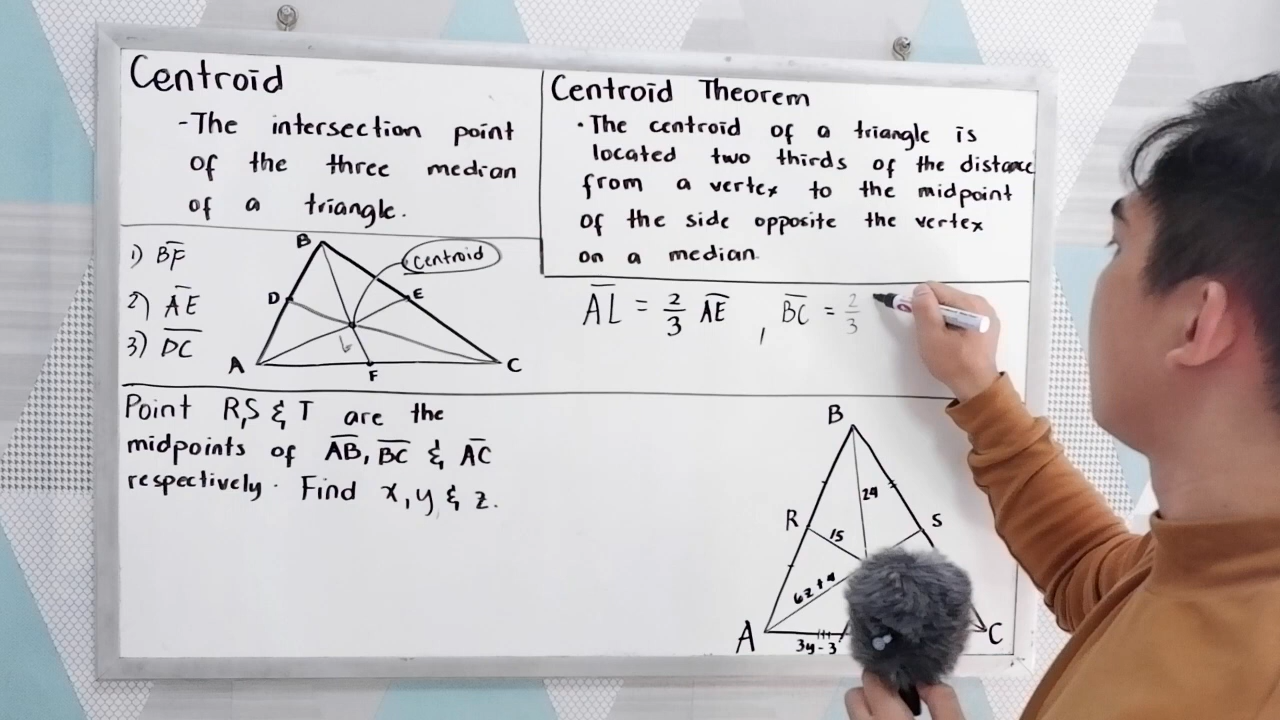 Centroid
-The intersection point
of the three median
of a triangle.
Centroid Theorem
• The centroid of a triangle is
located two thirds of the distance
from a vertex to the midpoint
of the side opposite the vertex
on a median.
1) BF
2) AE
3) DC
B
Centroid
D
E
A
F
C
AL = 2/3 AE , BC = 2/3
Point R,S & T are the
midpoints of AB, BC & AC
respectively. Find x, y & z.
B
24
R
15
S
6z+4
A
C
3y-3